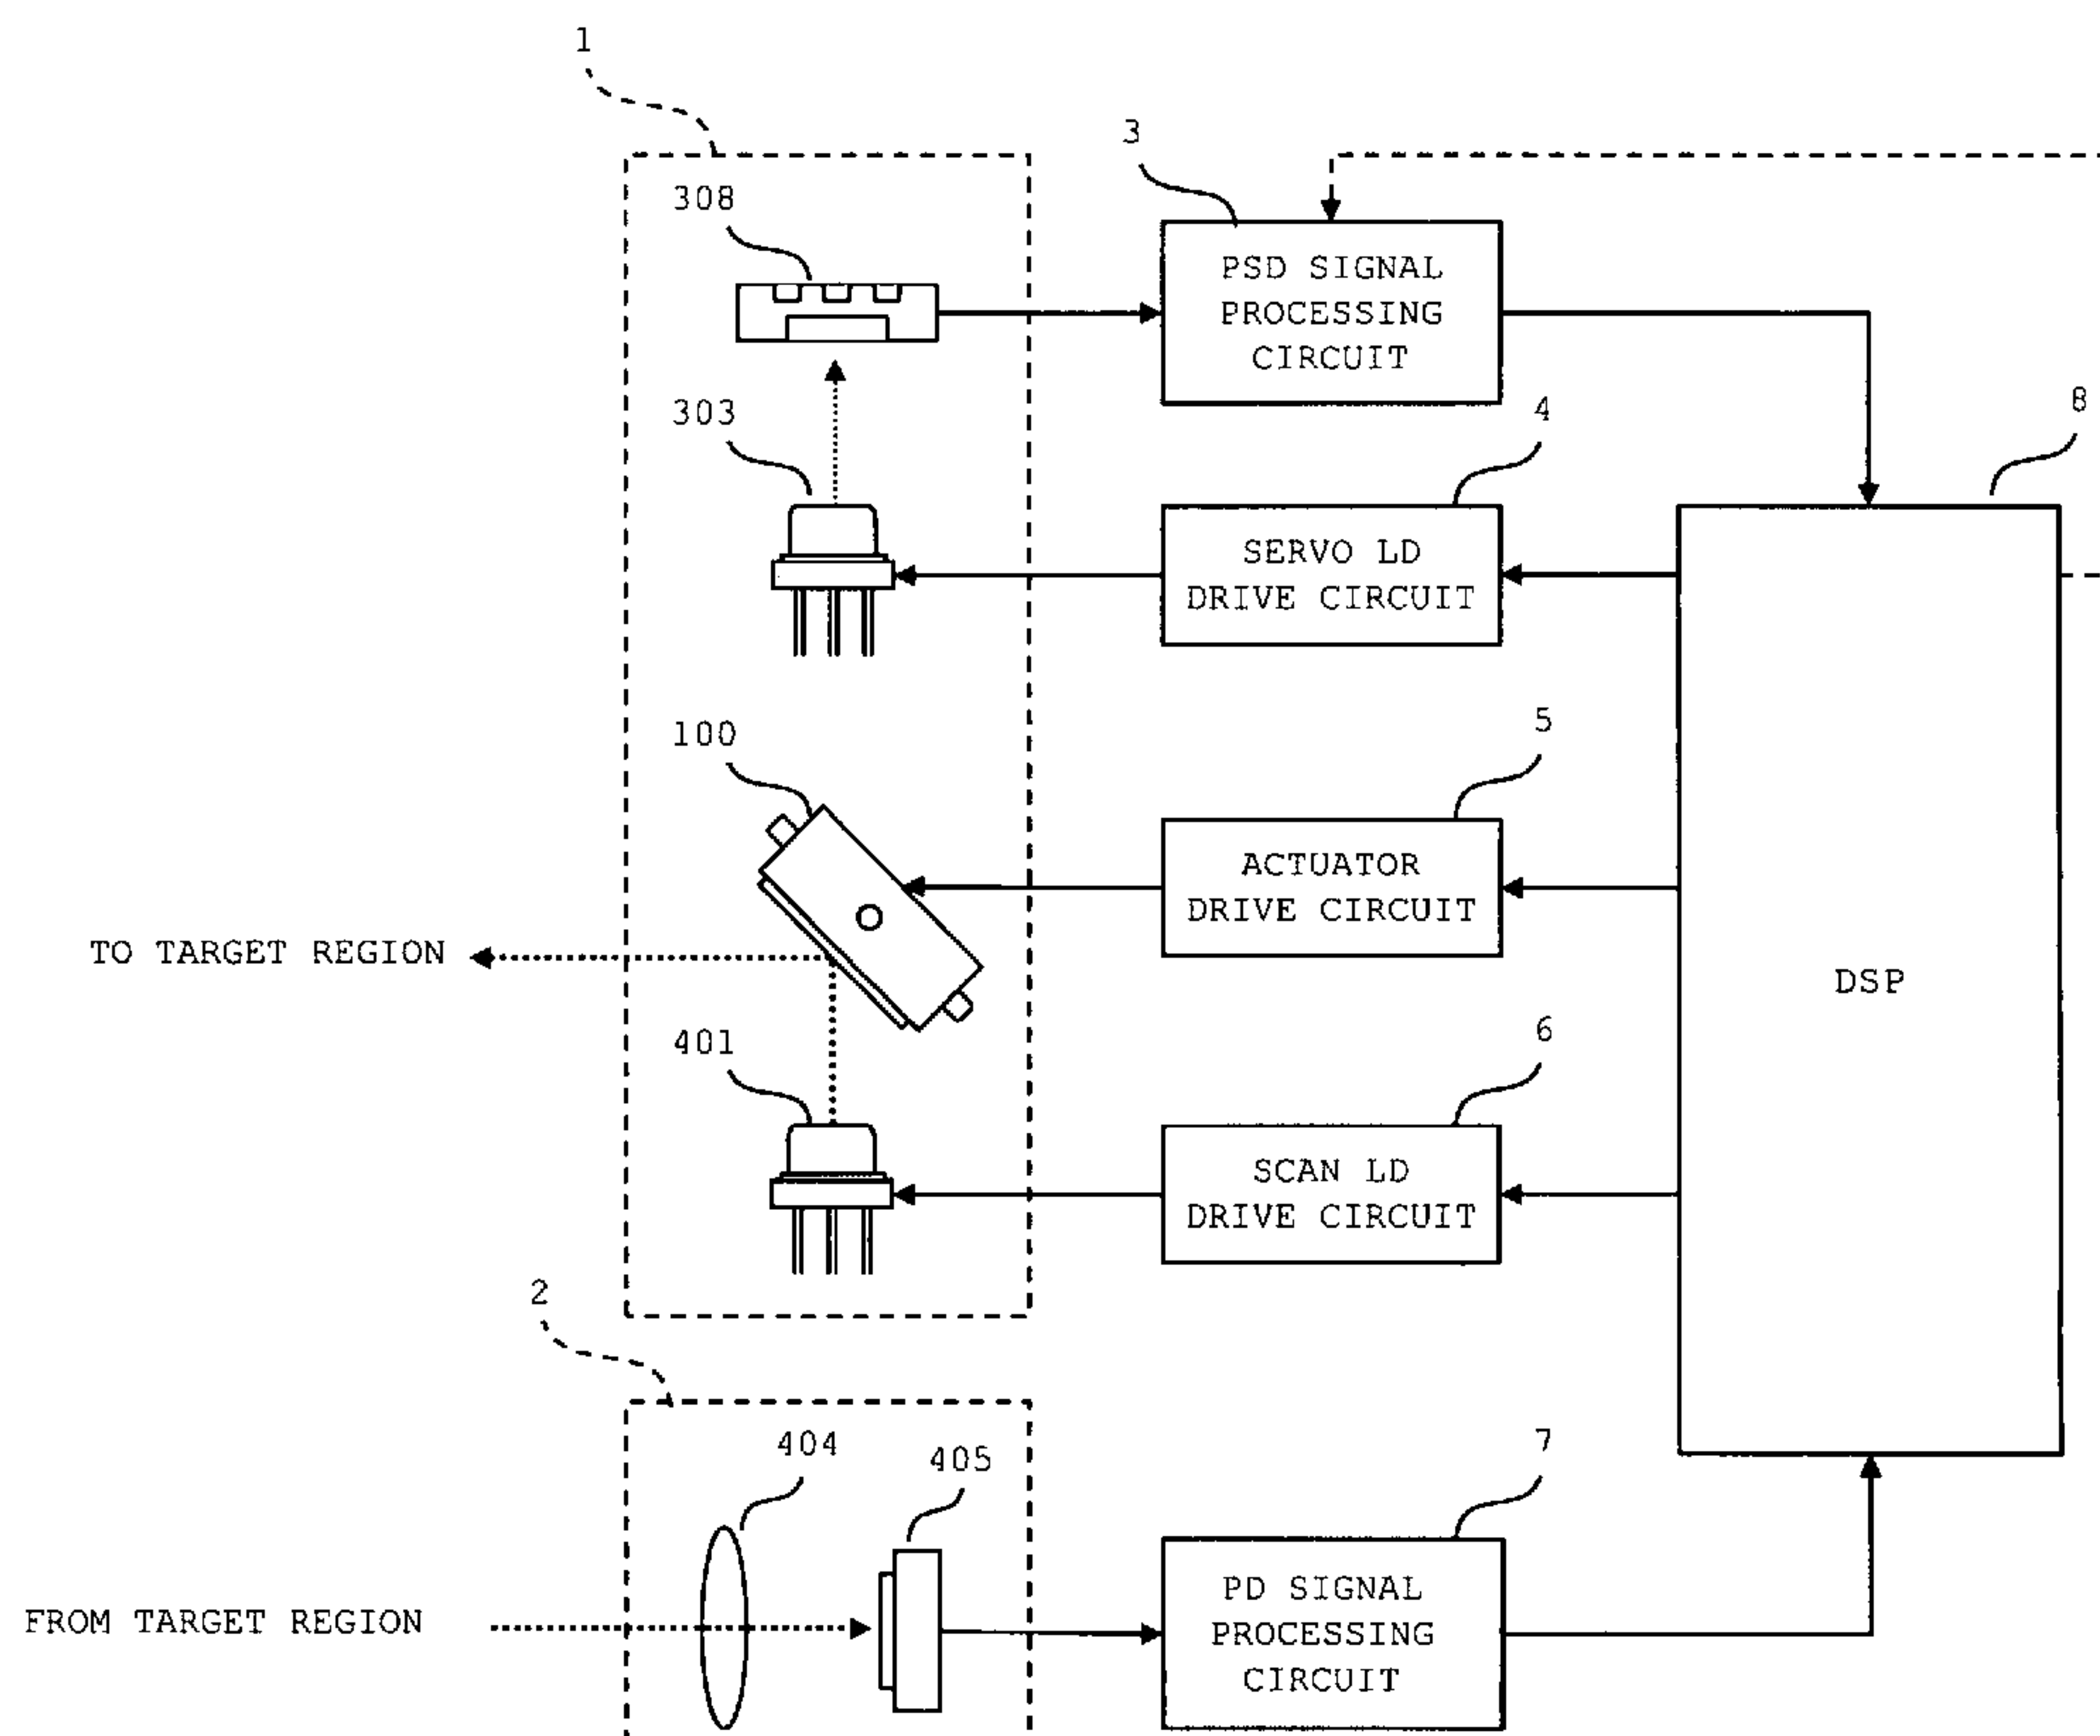 1
3
308
PSD SIGNAL
PROCESSING
CIRCUIT
303
4
8
SERVO LD
DRIVE CIRCUIT
100
5
ACTUATOR
DRIVE CIRCUIT
TO TARGET REGION
DSP
401
6
SCAN LD
DRIVE CIRCUIT
2
404
405
7
FROM TARGET REGION
PD SIGNAL
PROCESSING
CIRCUIT